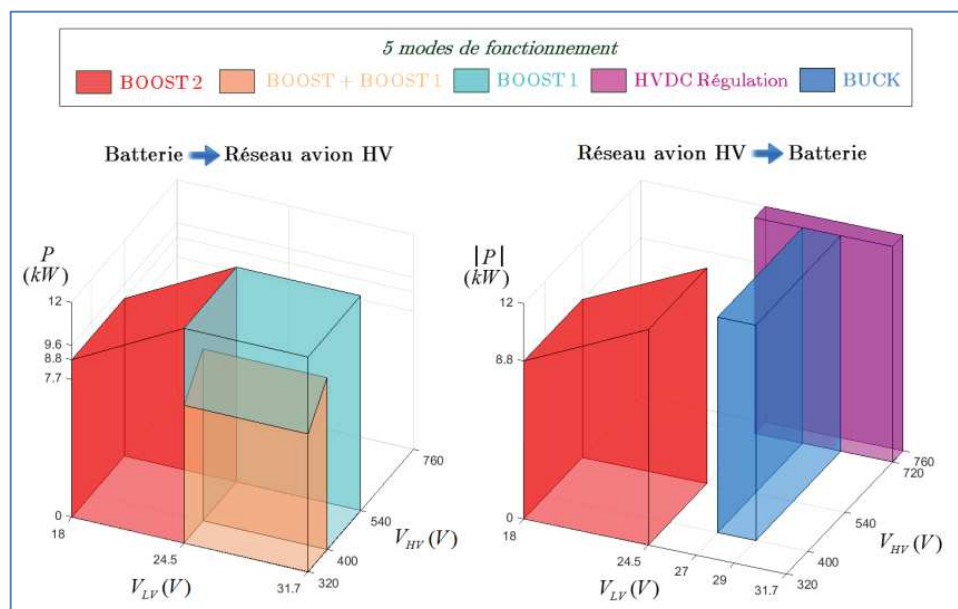 5 modes de fonctionnement
BOOST 2 BOOST + BOOST 1 BOOST 1 HVDC Régulation BUCK
Batterie Réseau avion HV
P
(kW)
12
9.6
8.8
7.7
0
18
24.5
31.7
V_LV (V)
320
400
540
760
V_HV (V)
Réseau avion HV Batterie
|P|
(kW)
12
8.8
0
18
24.5
27
29
31.7
V_LV (V)
320
400
540
720
760
V_HV (V)